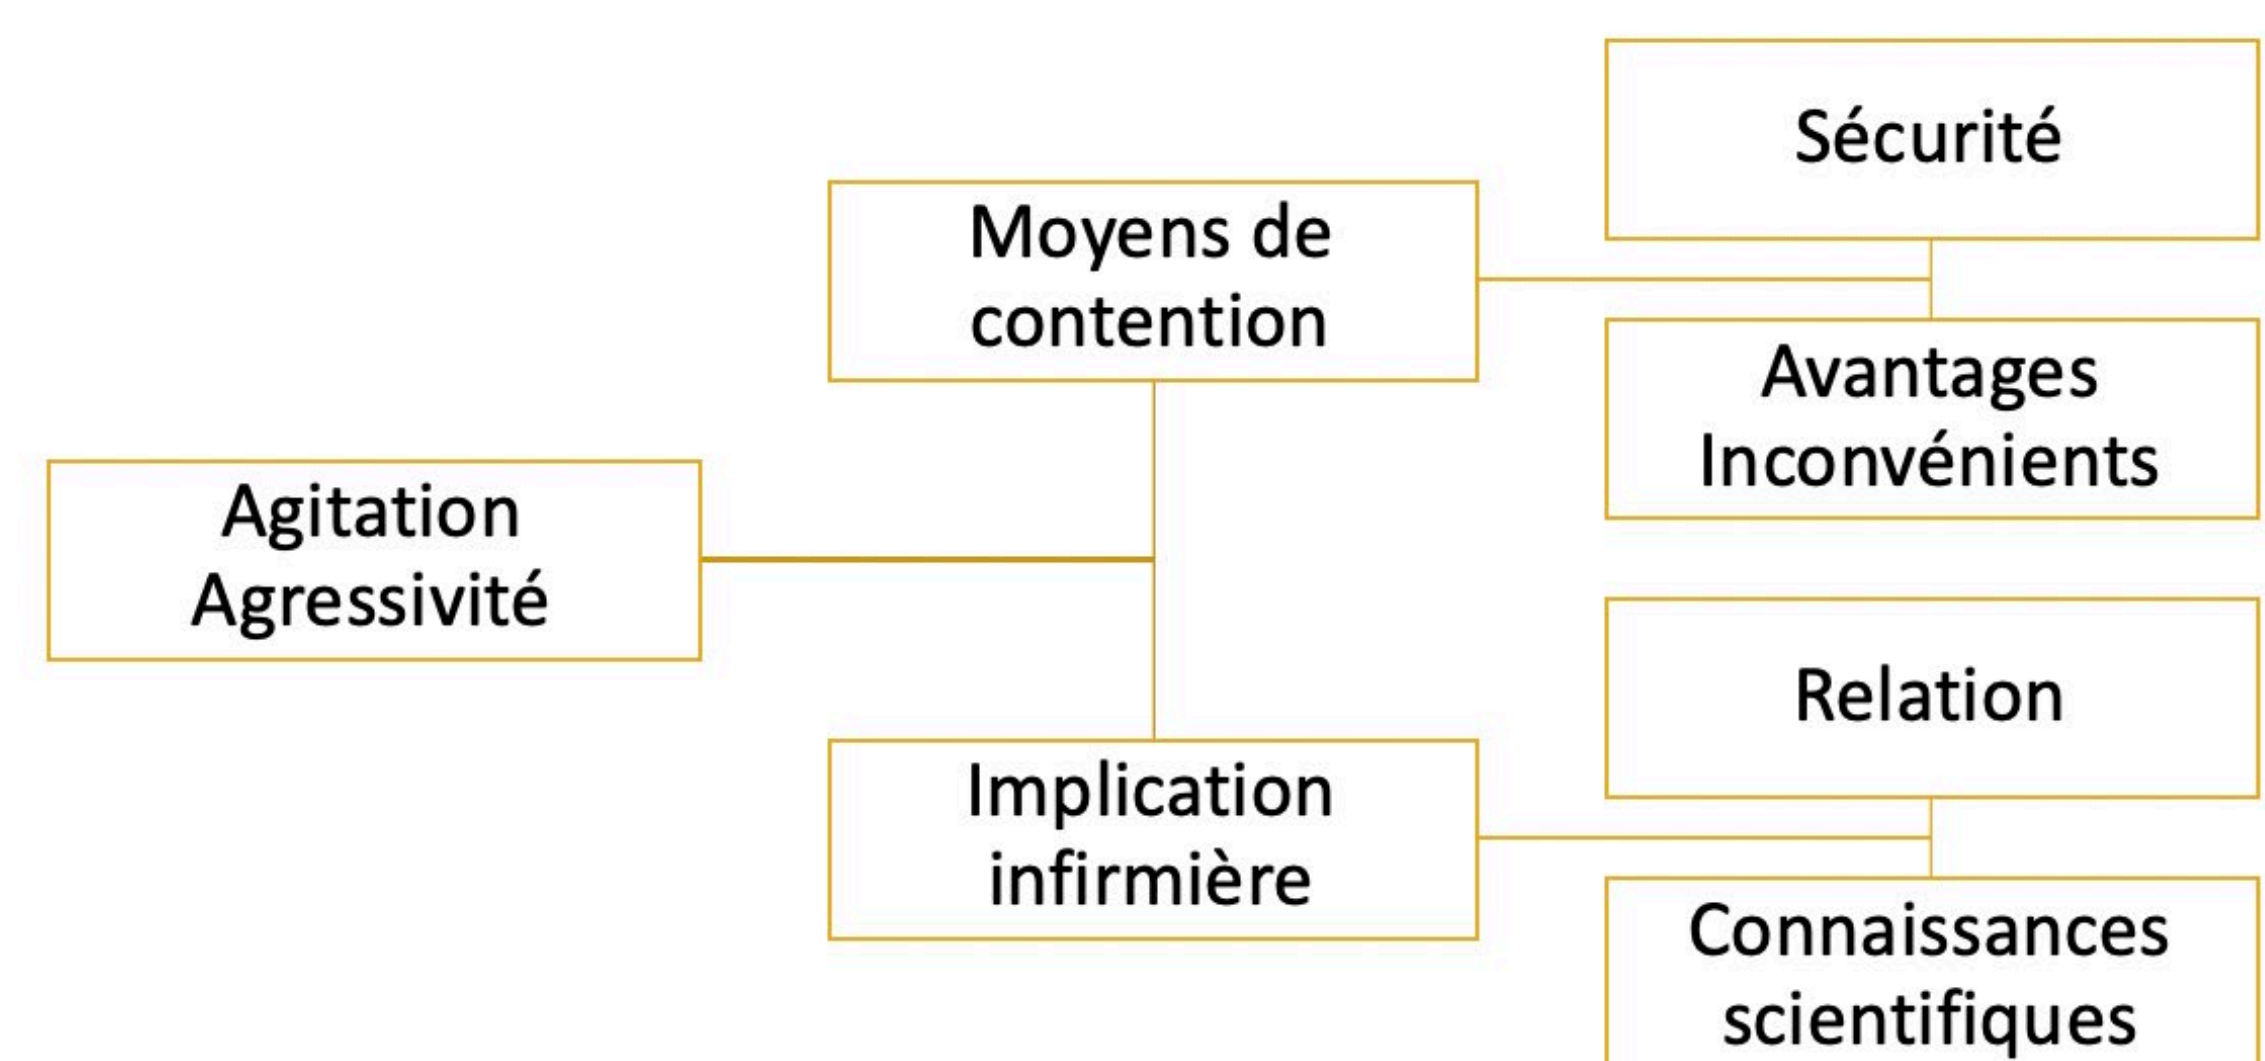 Sécurité
Moyens de
contention
Avantages
Inconvénients
Agitation
Agressivité
Relation
Implication
infirmière
Connaissances
scientifiques